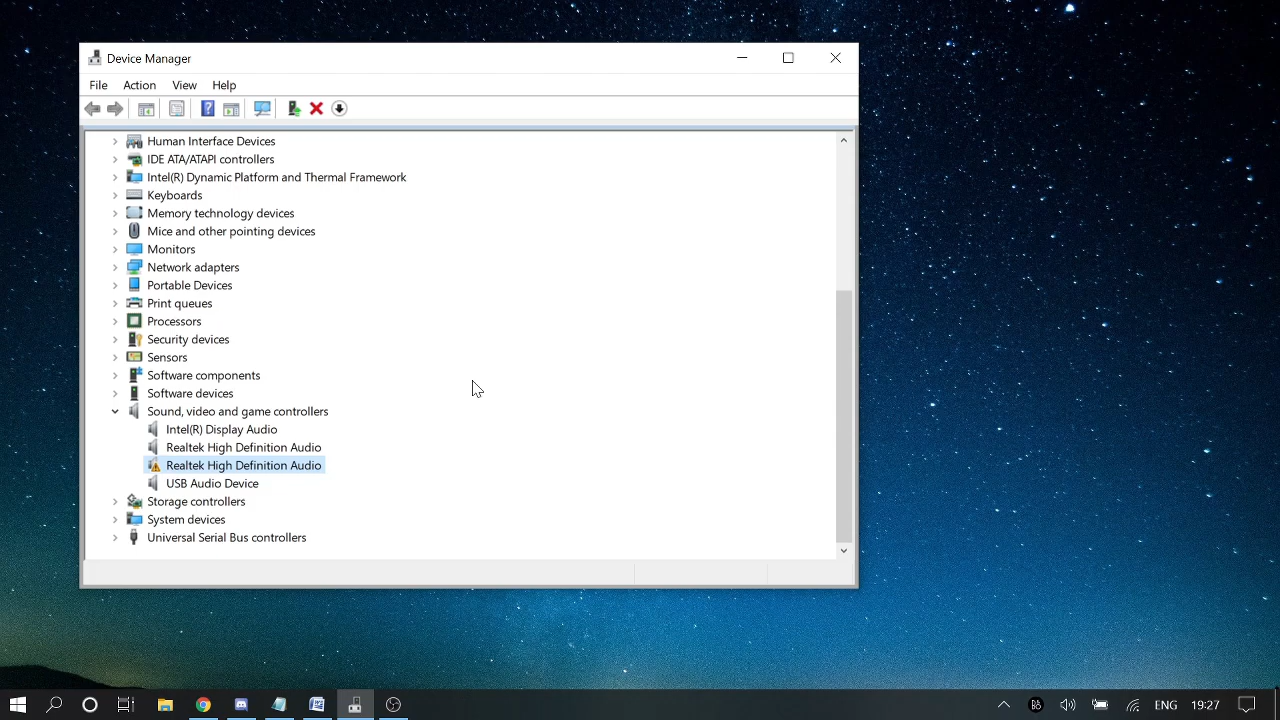 Device Manager
File Action View Help
Human Interface Devices
IDE ATA/ATAPI controllers
Intel(R) Dynamic Platform and Thermal Framework
Keyboards
Memory technology devices
Mice and other pointing devices
Monitors
Network adapters
Portable Devices
Print queues
Processors
Security devices
Sensors
Software components
Software devices
Sound, video and game controllers
Intel(R) Display Audio
Realtek High Definition Audio
Realtek High Definition Audio
USB Audio Device
Storage controllers
System devices
Universal Serial Bus controllers
ENG 19:27